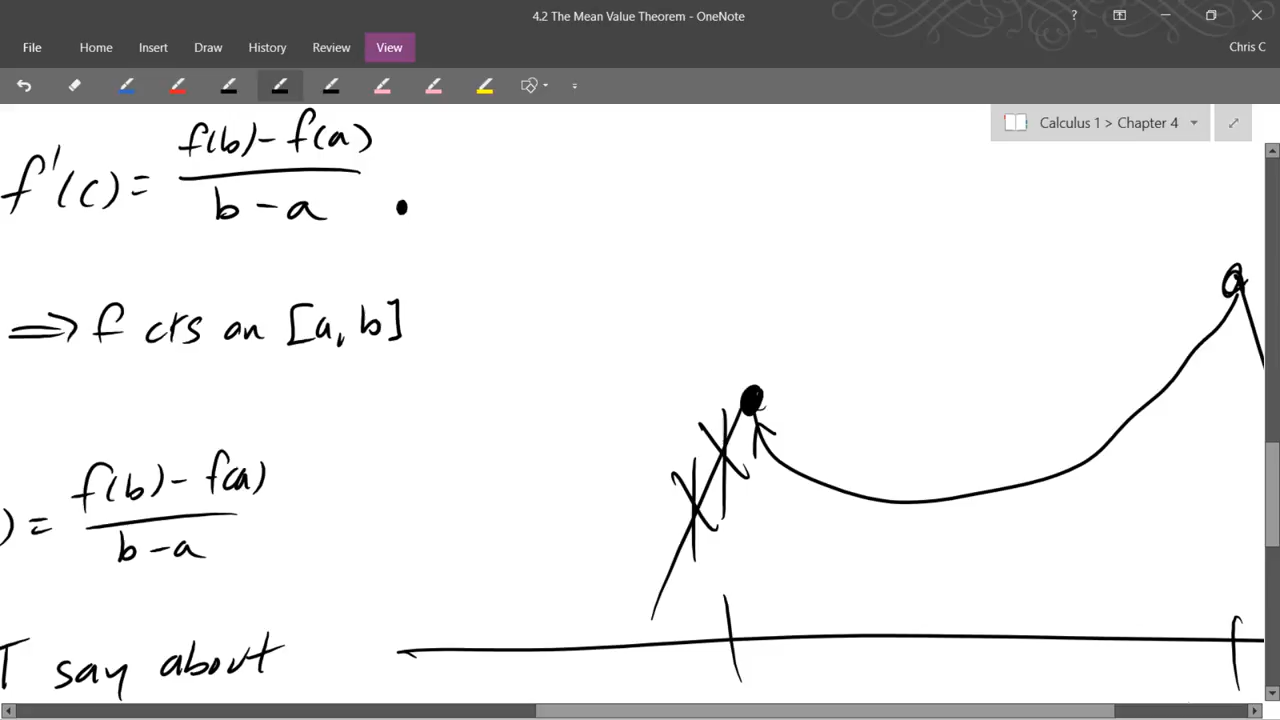 4.2 The Mean Value Theorem - OneNote
?
File Home Insert Draw History Review View Chris C
Calculus 1 > Chapter 4
f'(c) = f(b) - f(a) / b - a .
⟹ f cts on [a, b]
) = f(b) - f(a) / b - a
T say about